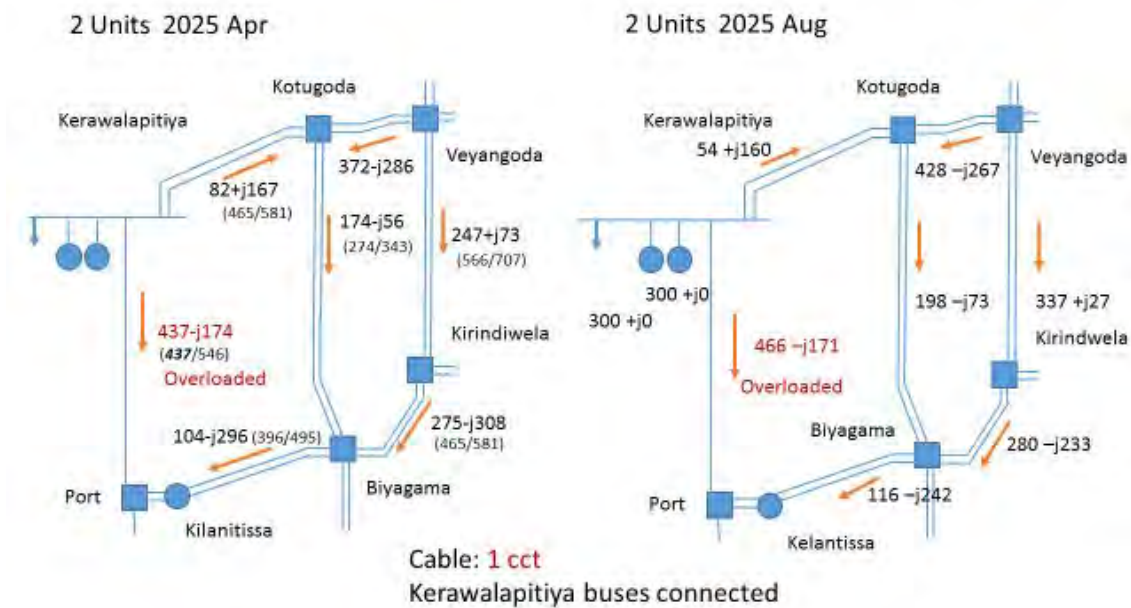 2 Units 2025 Apr
Kotugoda
Kerawalapitiya
Veyangoda
372-j286
82+j167
(465/581)
174-j56
(274/343)
247+j73
(566/707)
437-j174
(437/546)
Overloaded
Kirindiwela
275-j308
(465/581)
104-j296 (396/495)
Biyagama
Port
Kilanitissa
2 Units 2025 Aug
Kotugoda
Kerawalapitiya
54 +j160
Veyangoda
428 –j267
300 +j0
300 +j0
198 –j73
337 +j27
Kirindwela
466 –j171
Overloaded
Biyagama
280 –j233
116 –j242
Port
Kelantissa
Cable: 1 cct
Kerawalapitiya buses connected